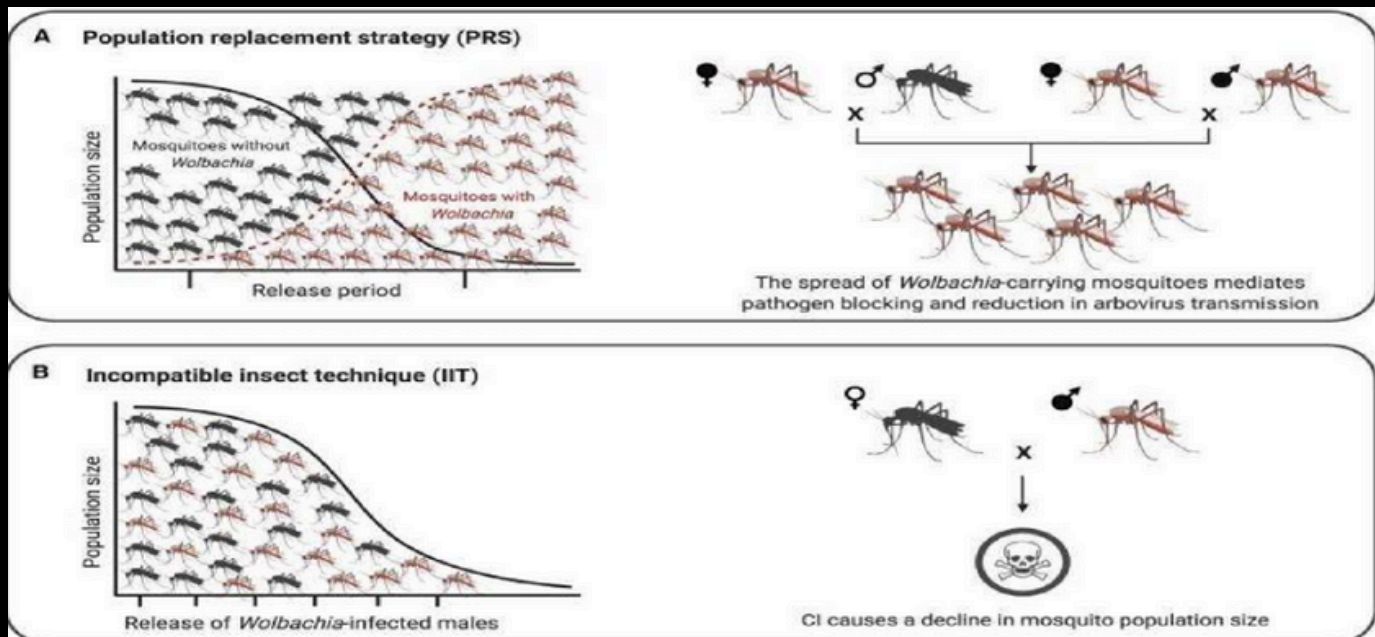 A Population replacement strategy (PRS)
Population size
Mosquitoes without
Wolbachia
Mosquitoes with
Wolbachia
Release period
X
X
The spread of Wolbachia-carrying mosquitoes mediates
pathogen blocking and reduction in arbovirus transmission
B Incompatible insect technique (IIT)
Population size
Release of Wolbachia-infected males
X
CI causes a decline in mosquito population size